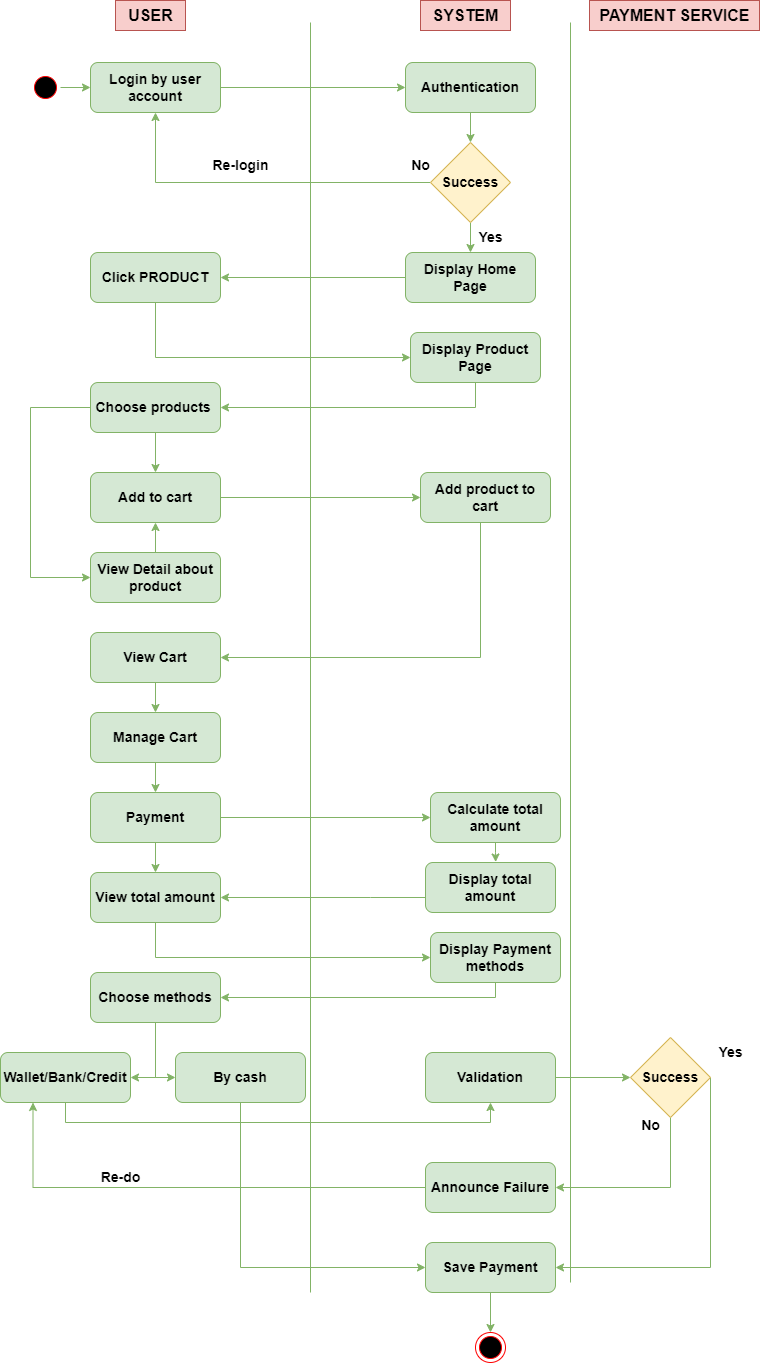 USER
SYSTEM
PAYMENT SERVICE
Login by user
account
Authentication
Re-login
No
Success
Yes
Click PRODUCT
Display Home
Page
Display Product
Page
Choose products
Add to cart
Add product to
cart
View Detail about
product
View Cart
Manage Cart
Payment
Calculate total
amount
View total amount
Display total
amount
Display Payment
methods
Choose methods
Wallet/Bank/Credit
By cash
Validation
Success
Yes
No
Re-do
Announce Failure
Save Payment